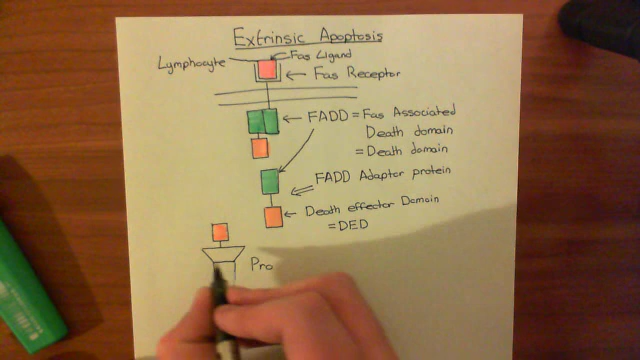 Extrinsic Apoptosis
Fas Ligand
Lymphocyte
Fas Receptor
FADD = Fas Associated
Death domain
= Death domain
FADD Adaptor protein
Death effector Domain
= DED
Pro